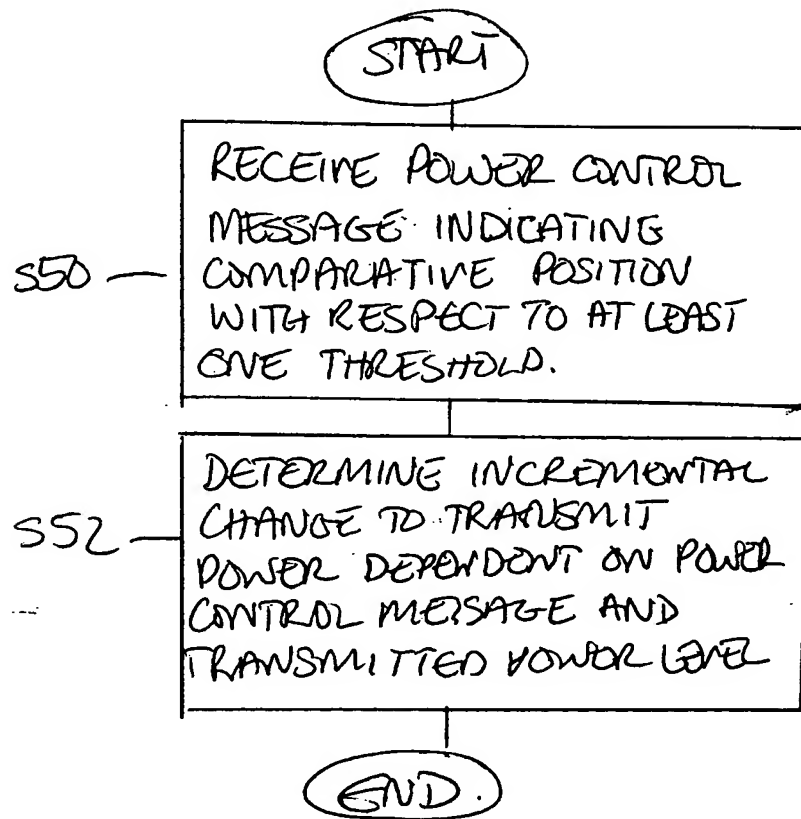 START
RECEIVE POWER CONTROL
MESSAGE INDICATING
S50
COMPARATIVE POSITION
WITH RESPECT TO AT LEAST
ONE THRESHOLD.
DETERMINE INCREMENTAL
S52
CHANGE TO TRANSMIT
POWER DEPENDENT ON POWER
CONTROL MESSAGE AND
TRANSMITTED POWER LEVEL
END.